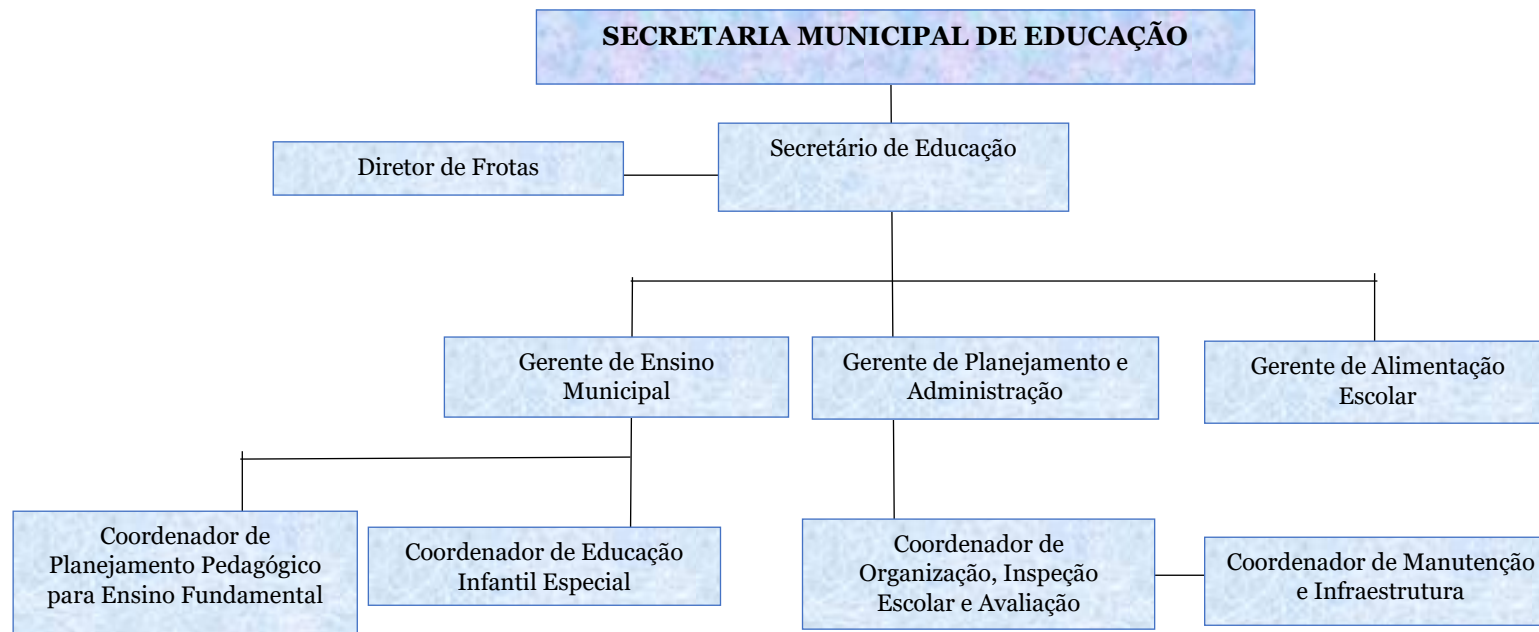 SECRETARIA MUNICIPAL DE EDUCAÇÃO
Secretário de Educação
Diretor de Frotas
Gerente de Ensino
Municipal
Gerente de Planejamento e
Administração
Gerente de Alimentação
Escolar
Coordenador de
Planejamento Pedagógico
para Ensino Fundamental
Coordenador de Educação
Infantil Especial
Coordenador de
Organização, Inspeção
Escolar e Avaliação
Coordenador de Manutenção
e Infraestrutura